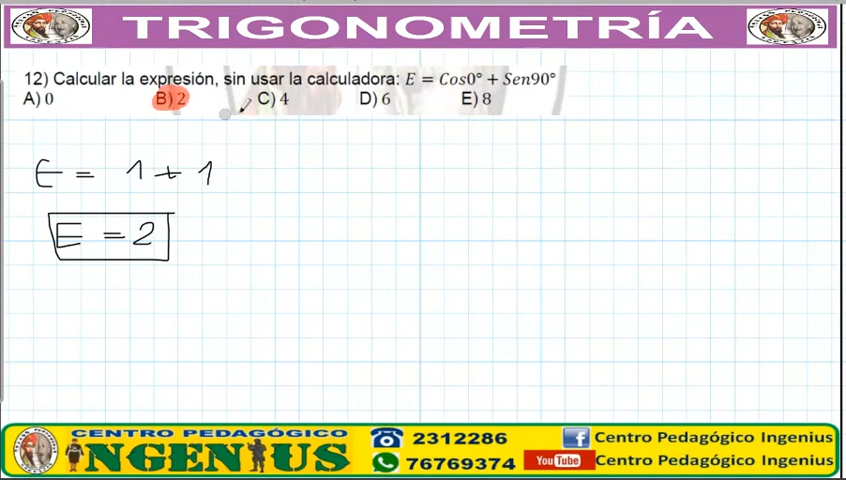 TRIGONOMETRÍA
12) Calcular la expresión, sin usar la calculadora: E = Cos0° + Sen90°
A) 0 B) 2 C) 4 D) 6 E) 8
E = 1 + 1
E = 2
CENTRO PEDAGÓGICO
INGENIUS
2312286
76769374
f Centro Pedagógico Ingenius
YouTube Centro Pedagógico Ingenius